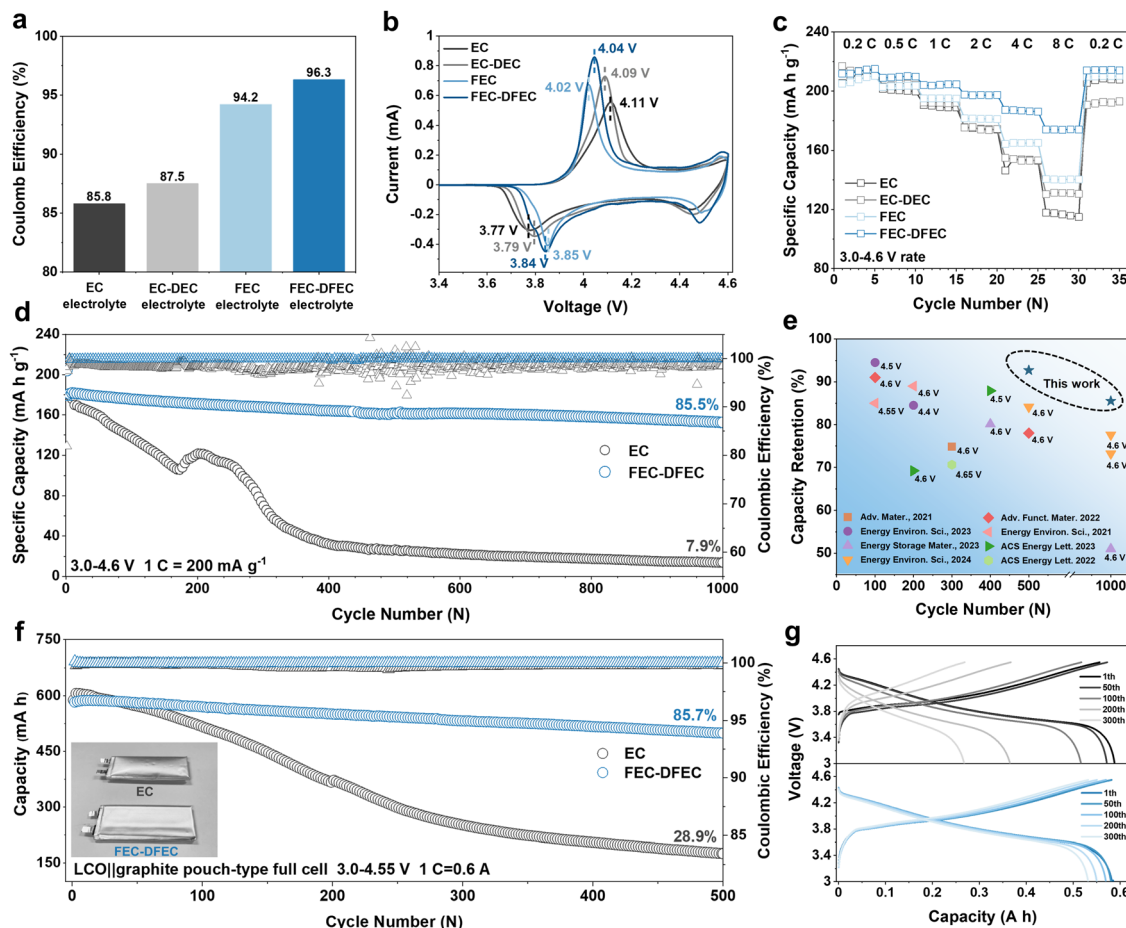 a
Coulomb Eifficiency (%)
100
95
90
85
80
85.8
87.5
94.2
96.3
EC
electrolyte
EC-DEC
electrolyte
FEC
electrolyte
FEC-DFEC
electrolyte
b
Current (mA)
1
0.8
0.6
0.4
0.2
0
-0.2
-0.4
EC
EC-DEC
FEC
FEC-DFEC
4.04 V
4.09 V
4.02 V
4.11 V
3.77 V
3.79 V
3.85 V
3.84 V
3.4 3.6 3.8 4.0 4.2 4.4 4.6
Voltage (V)
c
Specific Capacity (mA h g-1)
240
200
160
120
80
0.2 C 0.5 C 1 C 2 C 4 C 8 C 0.2 C
EC
EC-DEC
FEC
FEC-DFEC
3.0-4.6 V rate
0 5 10 15 20 25 30 35
Cycle Number (N)
d
Specific Capacity (mA h g-1)
240
200
160
120
80
40
0
Coulombic Efficiency (%)
100
90
80
70
60
85.5%
EC
FEC-DFEC
7.9%
3.0-4.6 V 1 C = 200 mA g-1
0 200 400 600 800 1000
Cycle Number (N)
e
Capacity Retention (%)
100
90
80
70
60
50
This work
4.5 V
4.6 V
4.55 V
4.6 V
4.4 V
4.6 V
4.6 V
4.65 V
4.5 V
4.6 V
4.6 V
4.6 V
4.6 V
4.6 V
4.6 V
Adv. Mater., 2021
Energy Environ. Sci., 2023
Energy Storage Mater., 2023
Energy Environ. Sci., 2024
Adv. Funct. Mater. 2022
Energy Environ. Sci., 2021
ACS Energy Lett. 2023
ACS Energy Lett. 2022
0 100 200 300 400 500 1000
Cycle Number (N)
f
Capacity (mA h)
750
600
450
300
150
Coulombic Efficiency (%)
100
95
90
85
85.7%
EC
FEC-DFEC
28.9%
EC
FEC-DFEC
LCO||graphite pouch-type full cell 3.0-4.55 V 1 C=0.6 A
0 100 200 300 400 500
Cycle Number (N)
g
Voltage (V)
4.6
4.2
3.8
3.4
3
1th
50th
100th
200th
300th
4.6
4.2
3.8
3.4
3
1th
50th
100th
200th
300th
0.0 0.1 0.2 0.3 0.4 0.5 0.6
Capacity (A h)